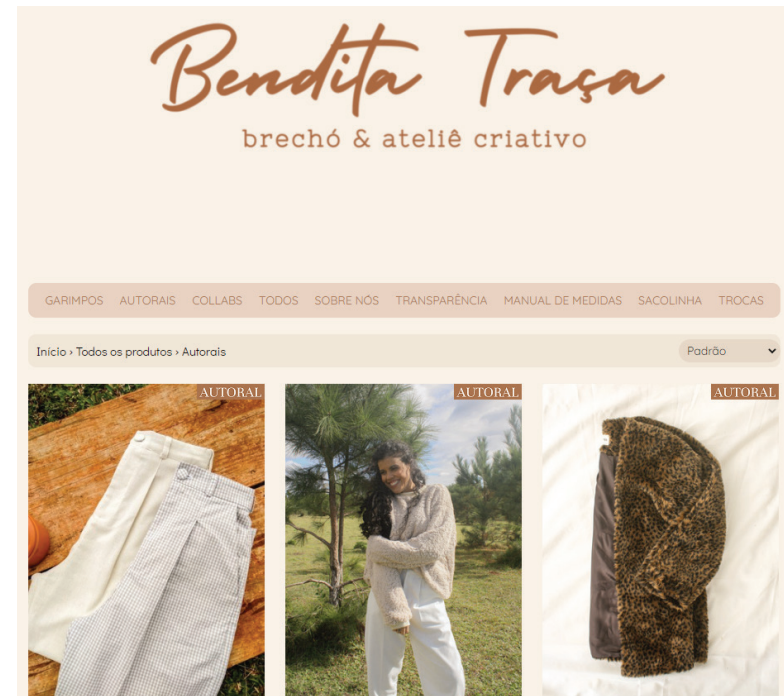 Bendita Traça
brechó & ateliê criativo
GARIMPOS AUTORAIS COLLABS TODOS SOBRE NÓS TRANSPARÊNCIA MANUAL DE MEDIDAS SACOLINHA TROCAS
Início › Todos os produtos › Autorais
Padrão
AUTORAL
AUTORAL
AUTORAL